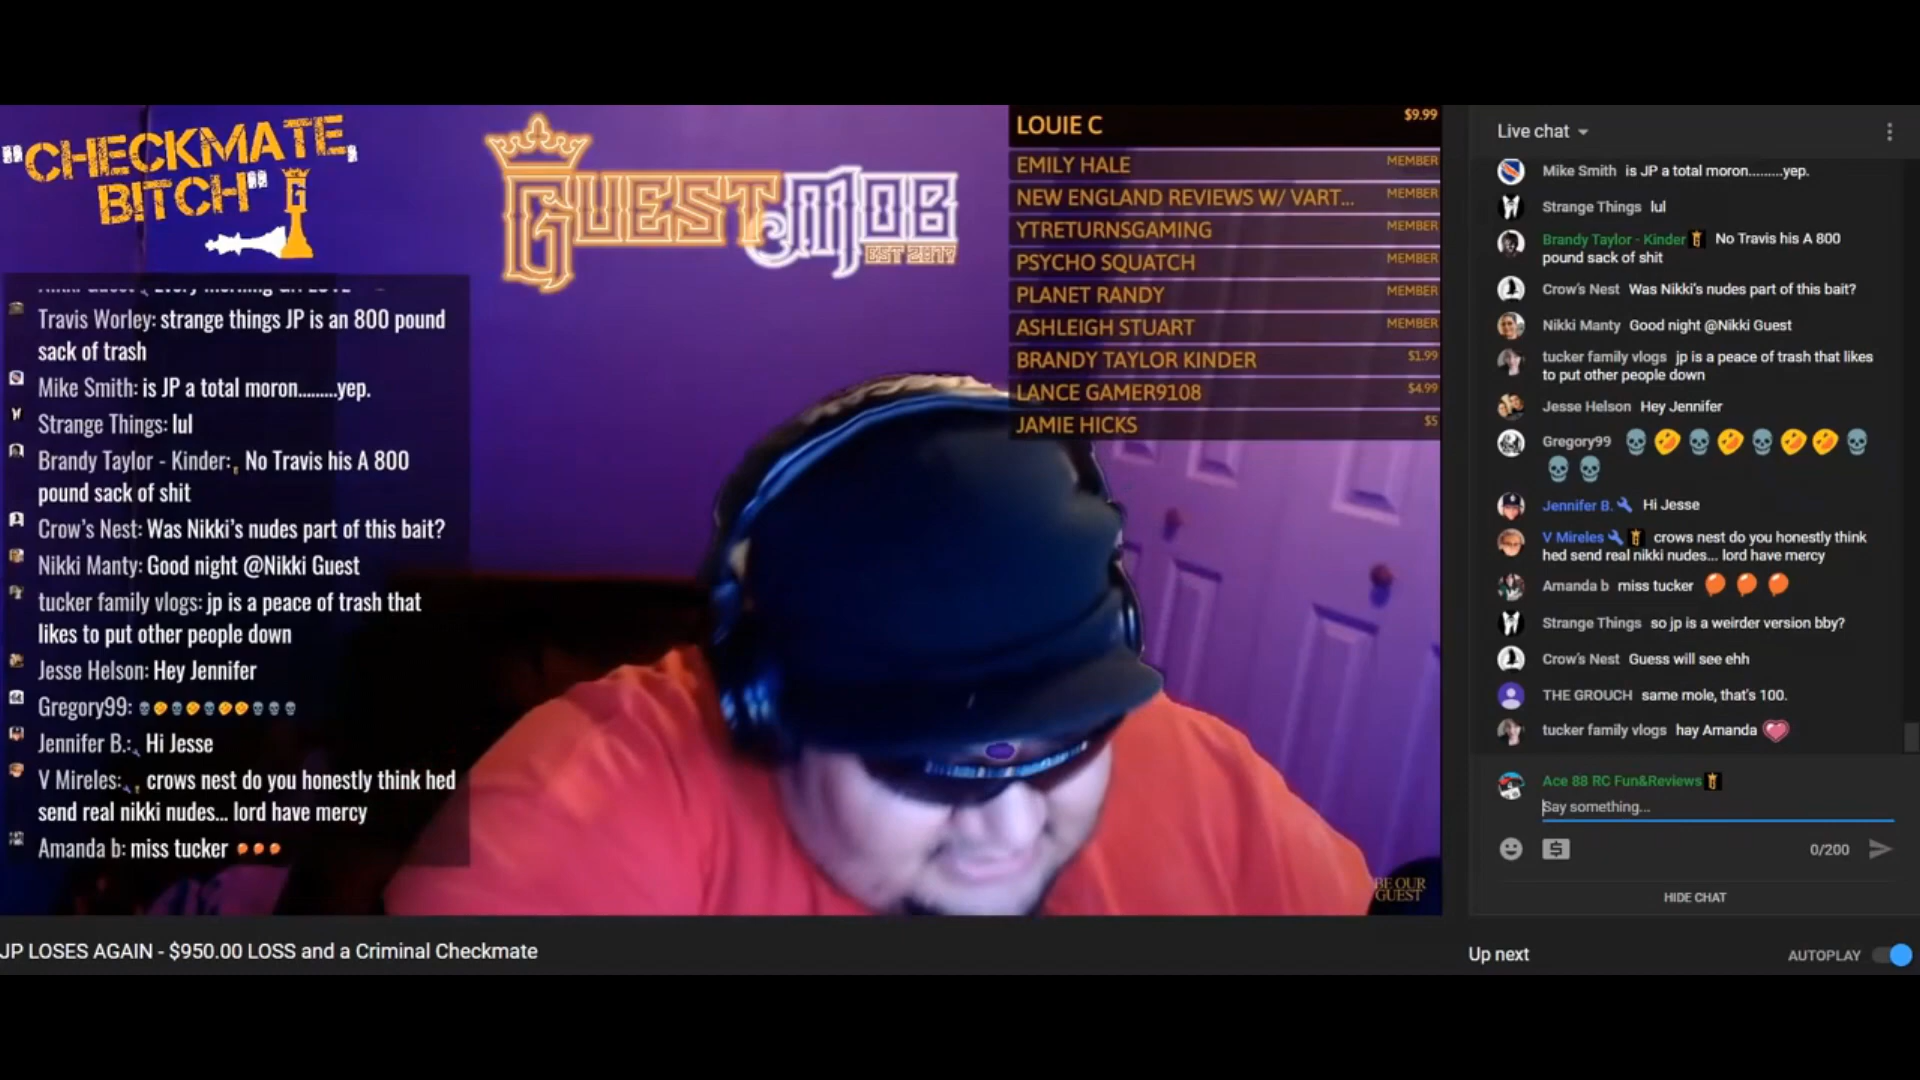 "CHECKMATE,
BITCH"
G
GUESTMOB
EST 2017
LOUIE C $9.99
EMILY HALE MEMBER
NEW ENGLAND REVIEWS W/ VART... MEMBER
YTRETURNSGAMING MEMBER
PSYCHO SQUATCH MEMBER
PLANET RANDY MEMBER
ASHLEIGH STUART MEMBER
BRANDY TAYLOR KINDER $1.99
LANCE GAMER9108 $4.99
JAMIE HICKS $5
Travis Worley: strange things JP is an 800 pound
sack of trash
Mike Smith: is JP a total moron.........yep.
Strange Things: lul
Brandy Taylor - Kinder: No Travis his A 800
pound sack of shit
Crow's Nest: Was Nikki's nudes part of this bait?
Nikki Manty: Good night @Nikki Guest
tucker family vlogs: jp is a peace of trash that
likes to put other people down
Jesse Helson: Hey Jennifer
Gregory99: 💀🤣💀🤣💀🤣🤣💀💀💀
Jennifer B.: Hi Jesse
V Mireles: crows nest do you honestly think hed
send real nikki nudes... lord have mercy
Amanda b: miss tucker 🎈🎈🎈
BE OUR
GUEST
JP LOSES AGAIN - $950.00 LOSS and a Criminal Checkmate
Live chat
Mike Smith is JP a total moron.........yep.
Strange Things lul
Brandy Taylor - Kinder No Travis his A 800
pound sack of shit
Crow's Nest Was Nikki's nudes part of this bait?
Nikki Manty Good night @Nikki Guest
tucker family vlogs jp is a peace of trash that likes
to put other people down
Jesse Helson Hey Jennifer
Gregory99 💀🤣💀🤣💀🤣🤣💀
💀💀
Jennifer B. Hi Jesse
V Mireles crows nest do you honestly think
hed send real nikki nudes... lord have mercy
Amanda b miss tucker 🎈🎈🎈
Strange Things so jp is a weirder version bby?
Crow's Nest Guess will see ehh
THE GROUCH same mole, that's 100.
tucker family vlogs hay Amanda 💗
Ace 88 RC Fun&Reviews
Say something...
0/200
HIDE CHAT
Up next
AUTOPLAY